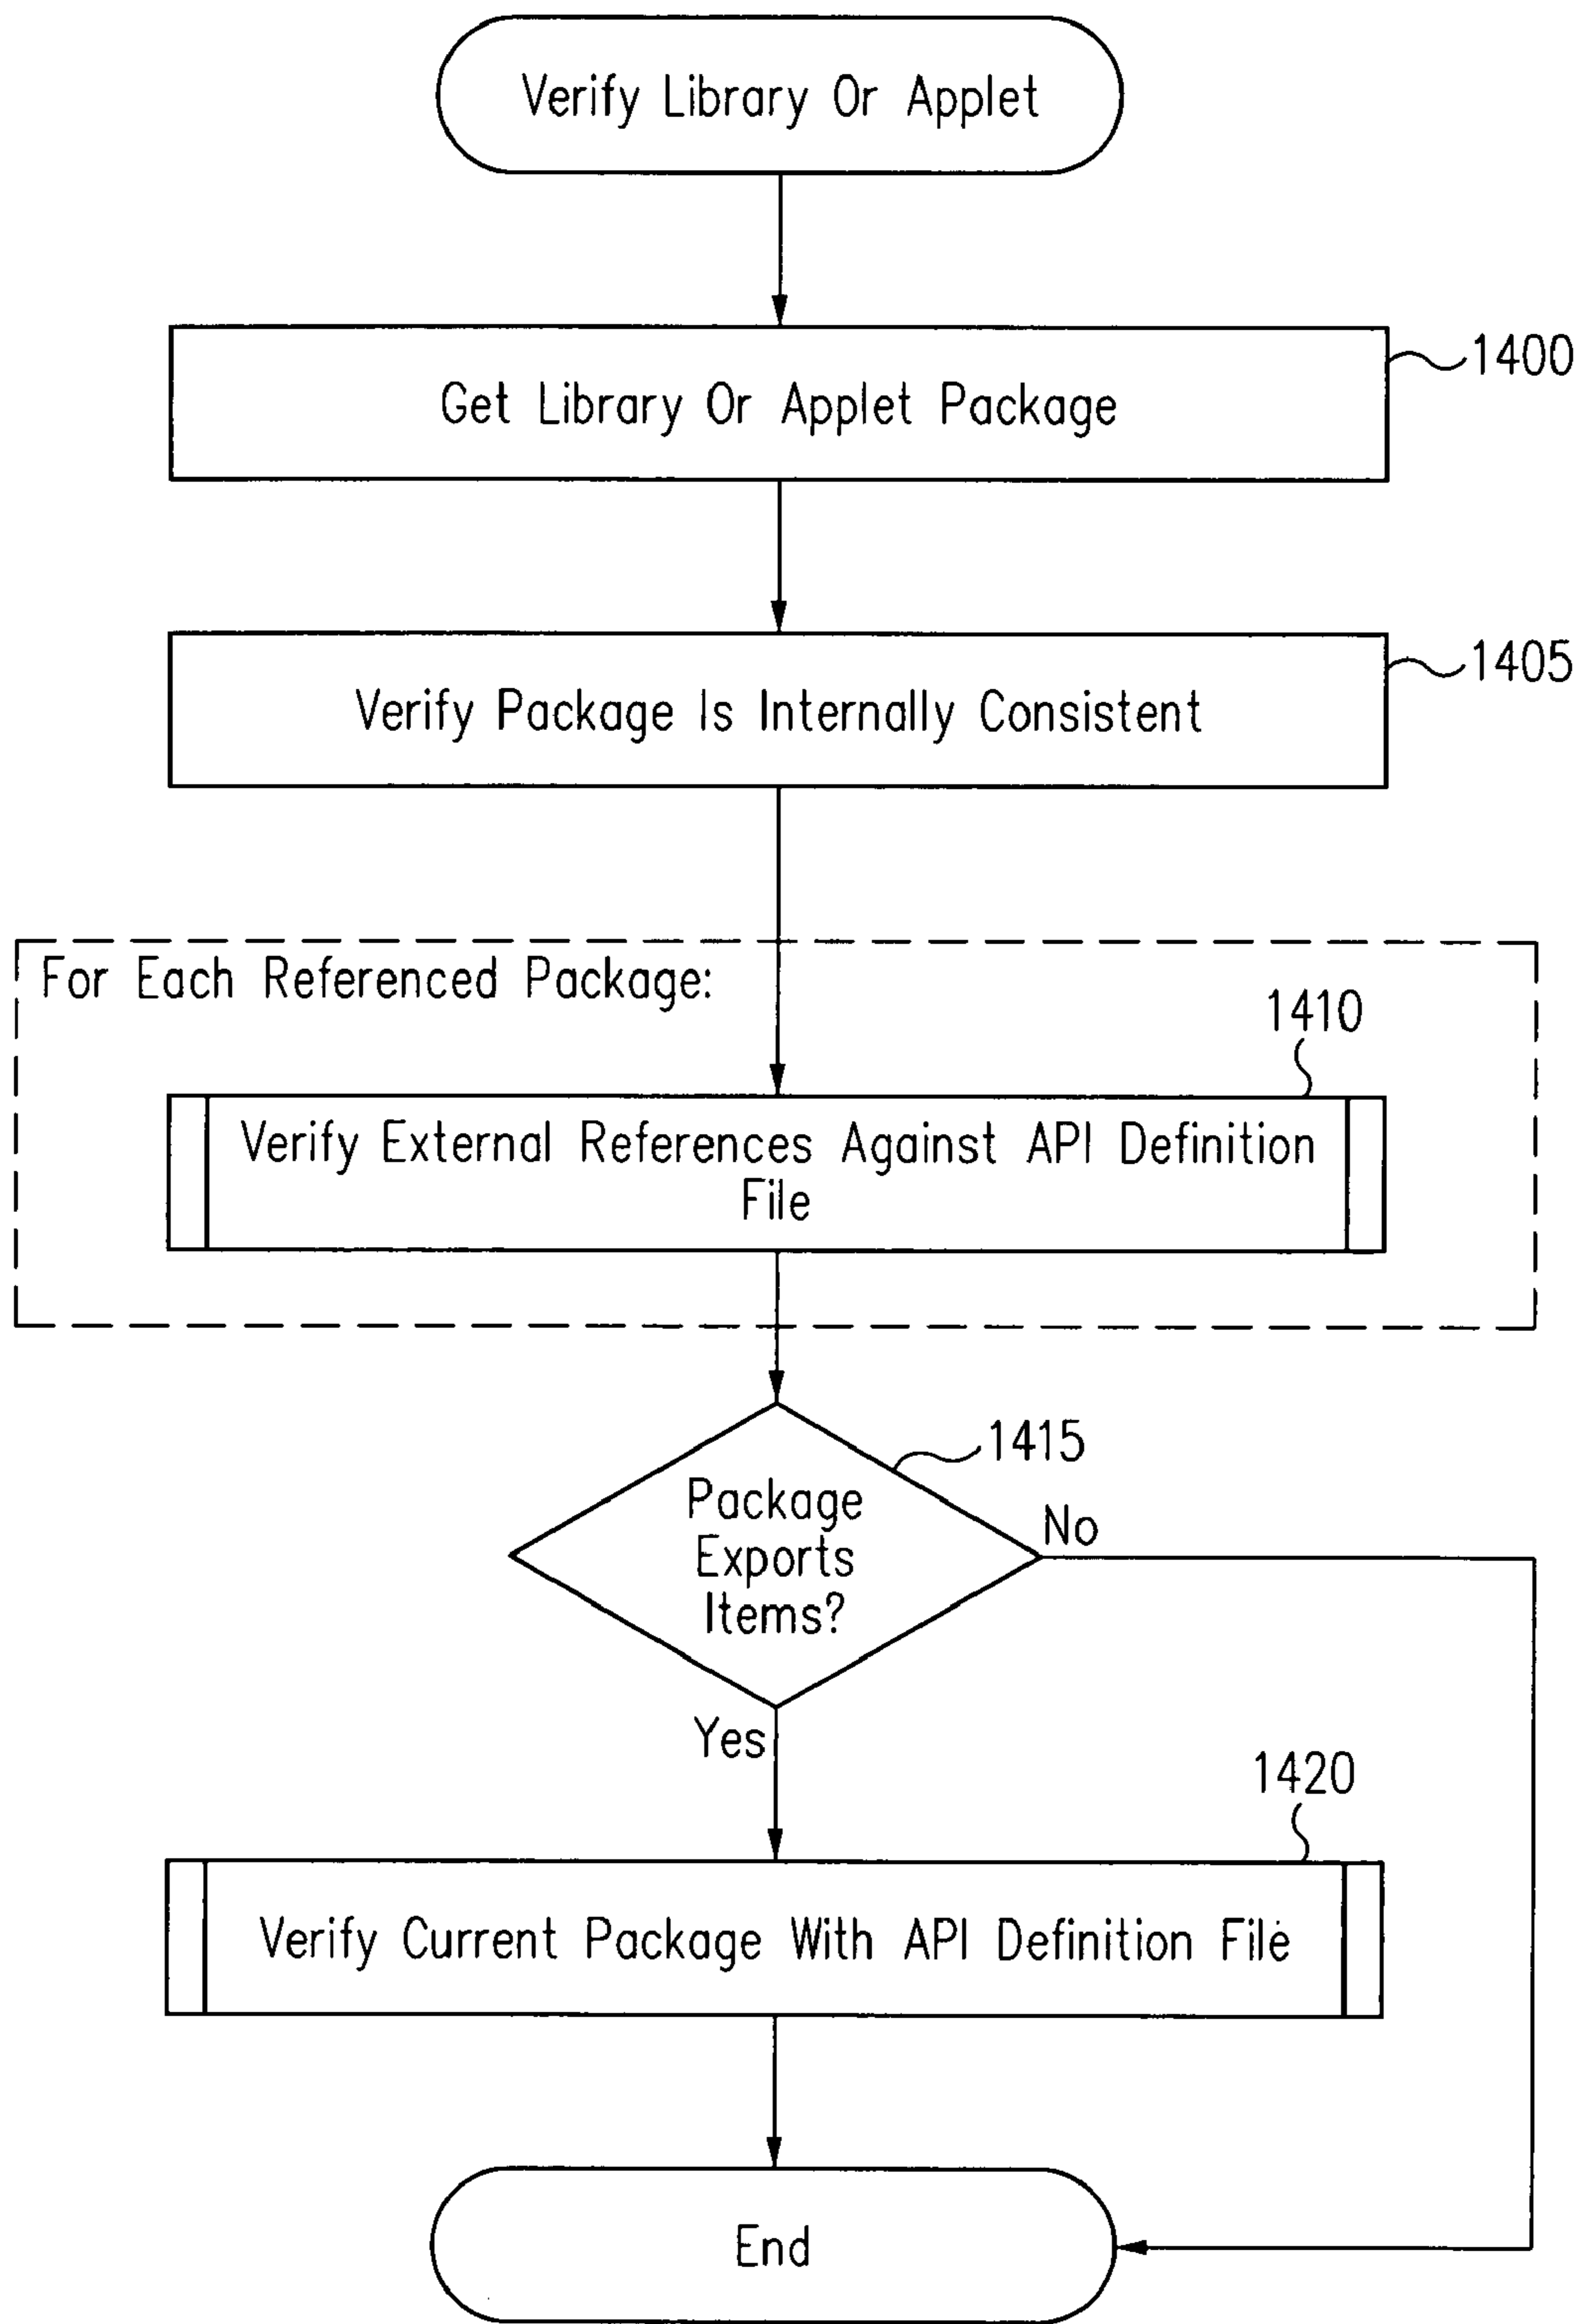 Verify Library Or Applet
1400
Get Library Or Applet Package
1405
Verify Package Is Internally Consistent
For Each Referenced Package:
1410
Verify External References Against API Definition
File
1415
Package
Exports
Items?
No
Yes
1420
Verify Current Package With API Definition File
End